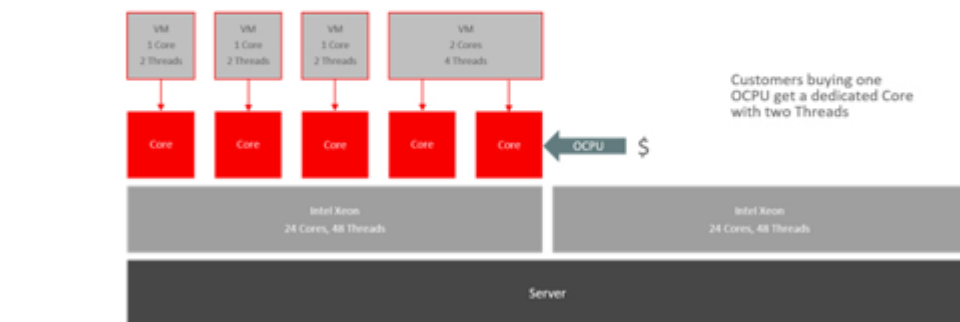 VM
1 Core
2 Threads
VM
1 Core
2 Threads
VM
1 Core
2 Threads
VM
2 Cores
4 Threads
Customers buying one
OCPU get a dedicated Core
with two Threads
Core
Core
Core
Core
Core
OCPU
$
Intel Xeon
24 Cores, 48 Threads
Intel Xeon
24 Cores, 48 Threads
Server